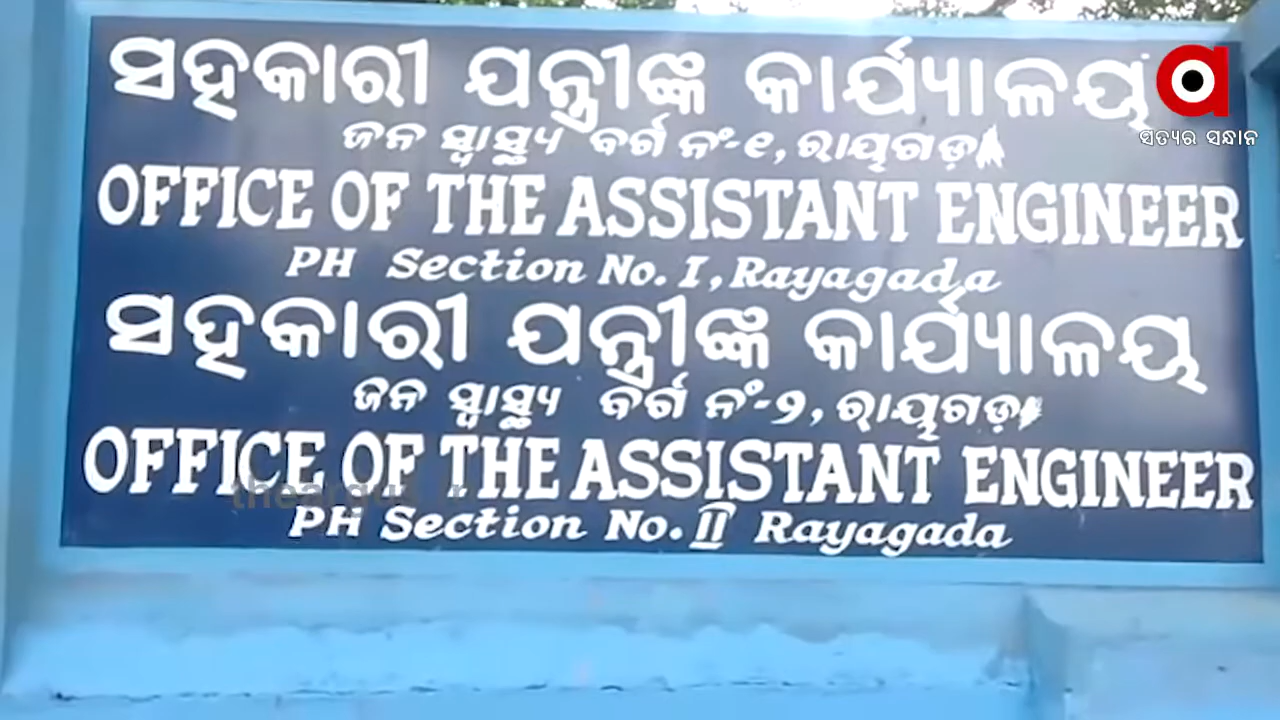 ସହକାରୀ ଯନ୍ତ୍ରୀଙ୍କ କାର୍ଯ୍ୟାଳୟ
ଜନ ସ୍ୱାସ୍ଥ୍ୟ ବର୍ଗ ନଂ-୧, ରାୟଗଡ଼ା
OFFICE OF THE ASSISTANT ENGINEER
PH Section No. I, Rayagada
ସହକାରୀ ଯନ୍ତ୍ରୀଙ୍କ କାର୍ଯ୍ୟାଳୟ
ଜନ ସ୍ୱାସ୍ଥ୍ୟ ବର୍ଗ ନଂ-୨, ରାୟଗଡ଼ା
OFFICE OF THE ASSISTANT ENGINEER
PH Section No. II Rayagada
a
ସତ୍ୟର ସନ୍ଧାନ